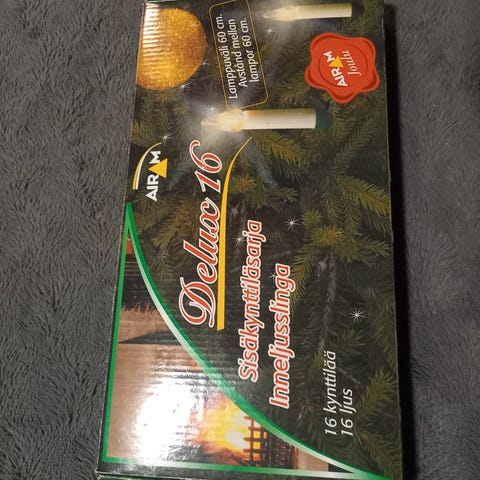 Lamppuväli 60 cm.
Avstånd mellan
lampor 60 cm.
AIRAM
Joulu
AIRAM
Delux 16
Sisäkynttiläsarja
Inneljusslinga
16 kynttilää
16 ljus